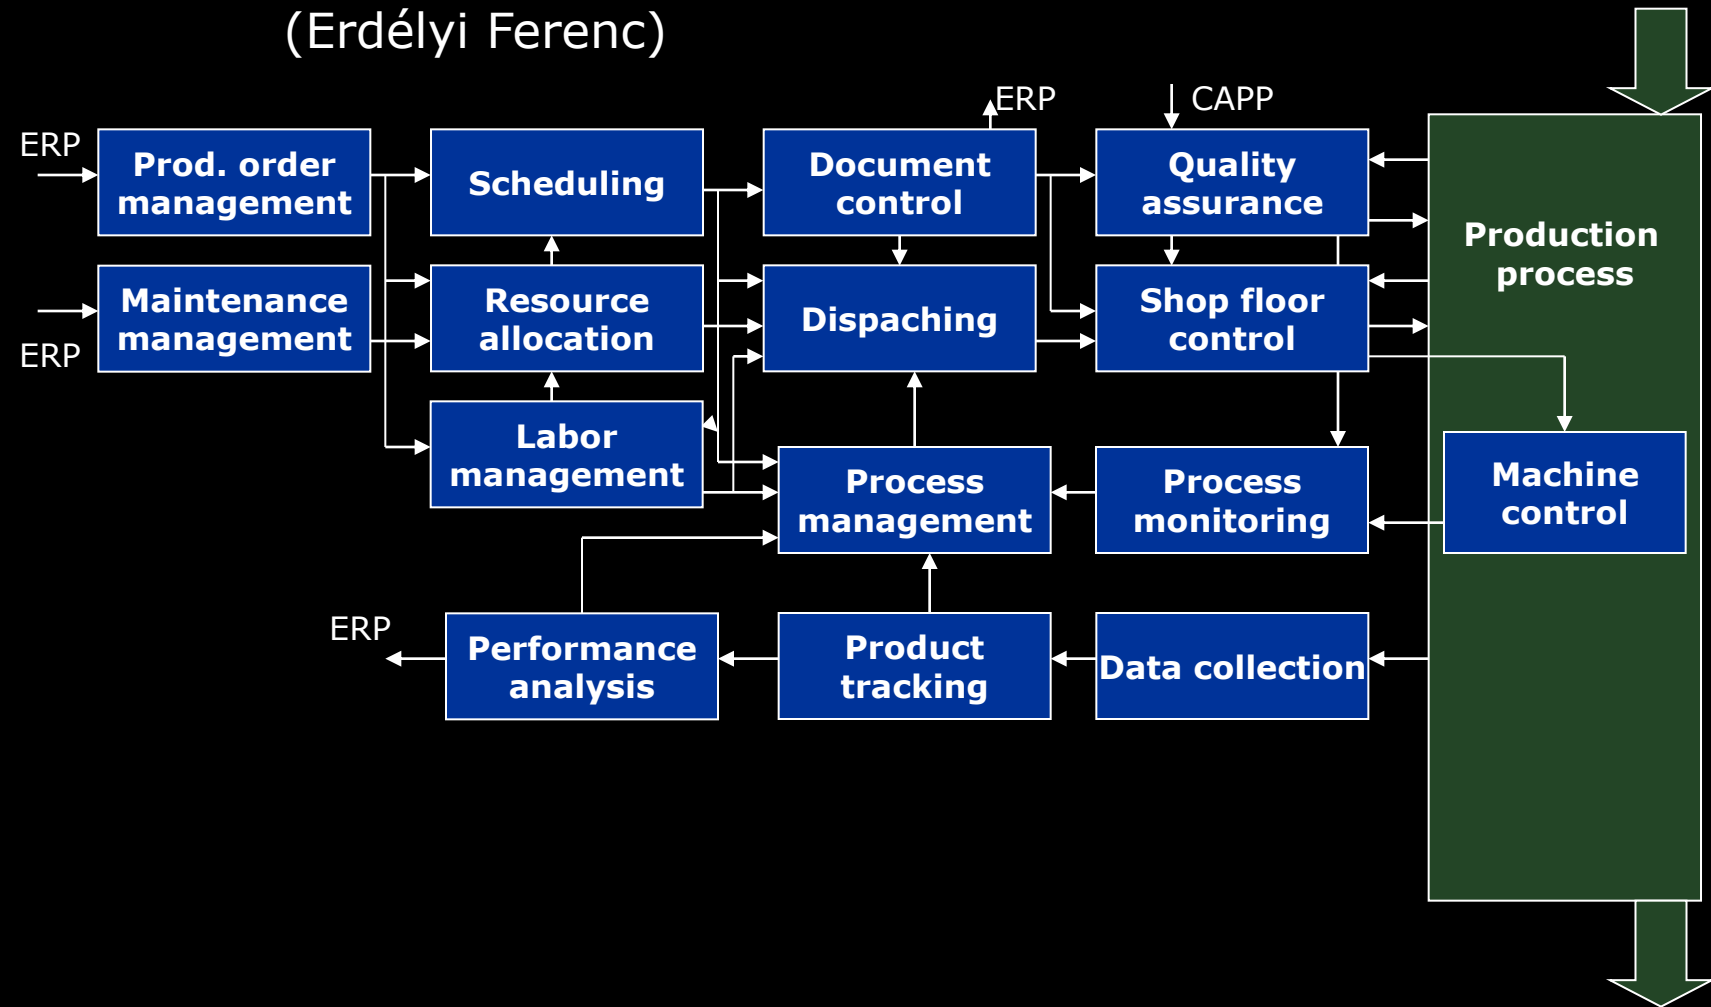 (Erdélyi Ferenc)
ERP
CAPP
ERP
Prod. order
management
Scheduling
Document
control
Quality
assurance
Production
process
Maintenance
management
Resource
allocation
Dispaching
Shop floor
control
ERP
Labor
management
Process
management
Process
monitoring
Machine
control
ERP
Performance
analysis
Product
tracking
Data collection